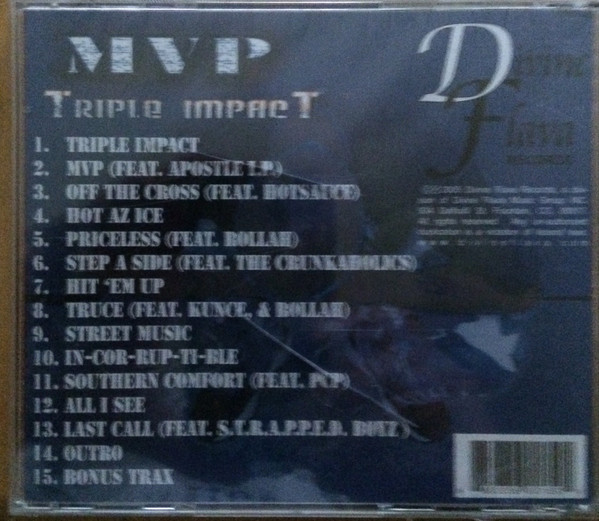 MVP
TRIPLE IMPACT
Divine
Flava
RECORDS
1. TRIPLE IMPACT
2. MVP (FEAT. APOSTLE I.P.)
3. OFF THE CROSS (FEAT. HOTSAUCE)
4. HOT AZ ICE
5. PRICELESS (FEAT. ROLLAH)
6. STEP A SIDE (FEAT. THE CRUNKAHOLICS)
7. HIT 'EM UP
8. TRUCE (FEAT. KUNCE, & ROLLAH)
9. STREET MUSIC
10. IN-COR-RUP-TI-BLE
11. SOUTHERN COMFORT (FEAT. PCP)
12. ALL I SEE
13. LAST CALL (FEAT. S.T.R.A.P.P.E.D. BOYZ )
14. OUTRO
15. BONUS TRAX